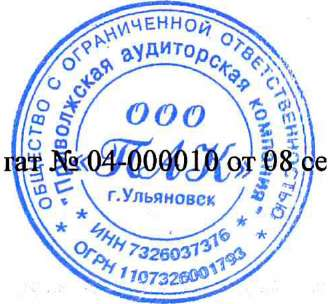 ОБЩЕСТВО С ОГРАНИЧЕННОЙ ОТВЕТСТВЕННОСТЬЮ
"Приволжская аудиторская компания"
ООО
«ПАК»
гат № 04-000010 от 08 се
г.Ульяновск
* ИНН 7326037376 *
* ОГРН 1107326001793 *